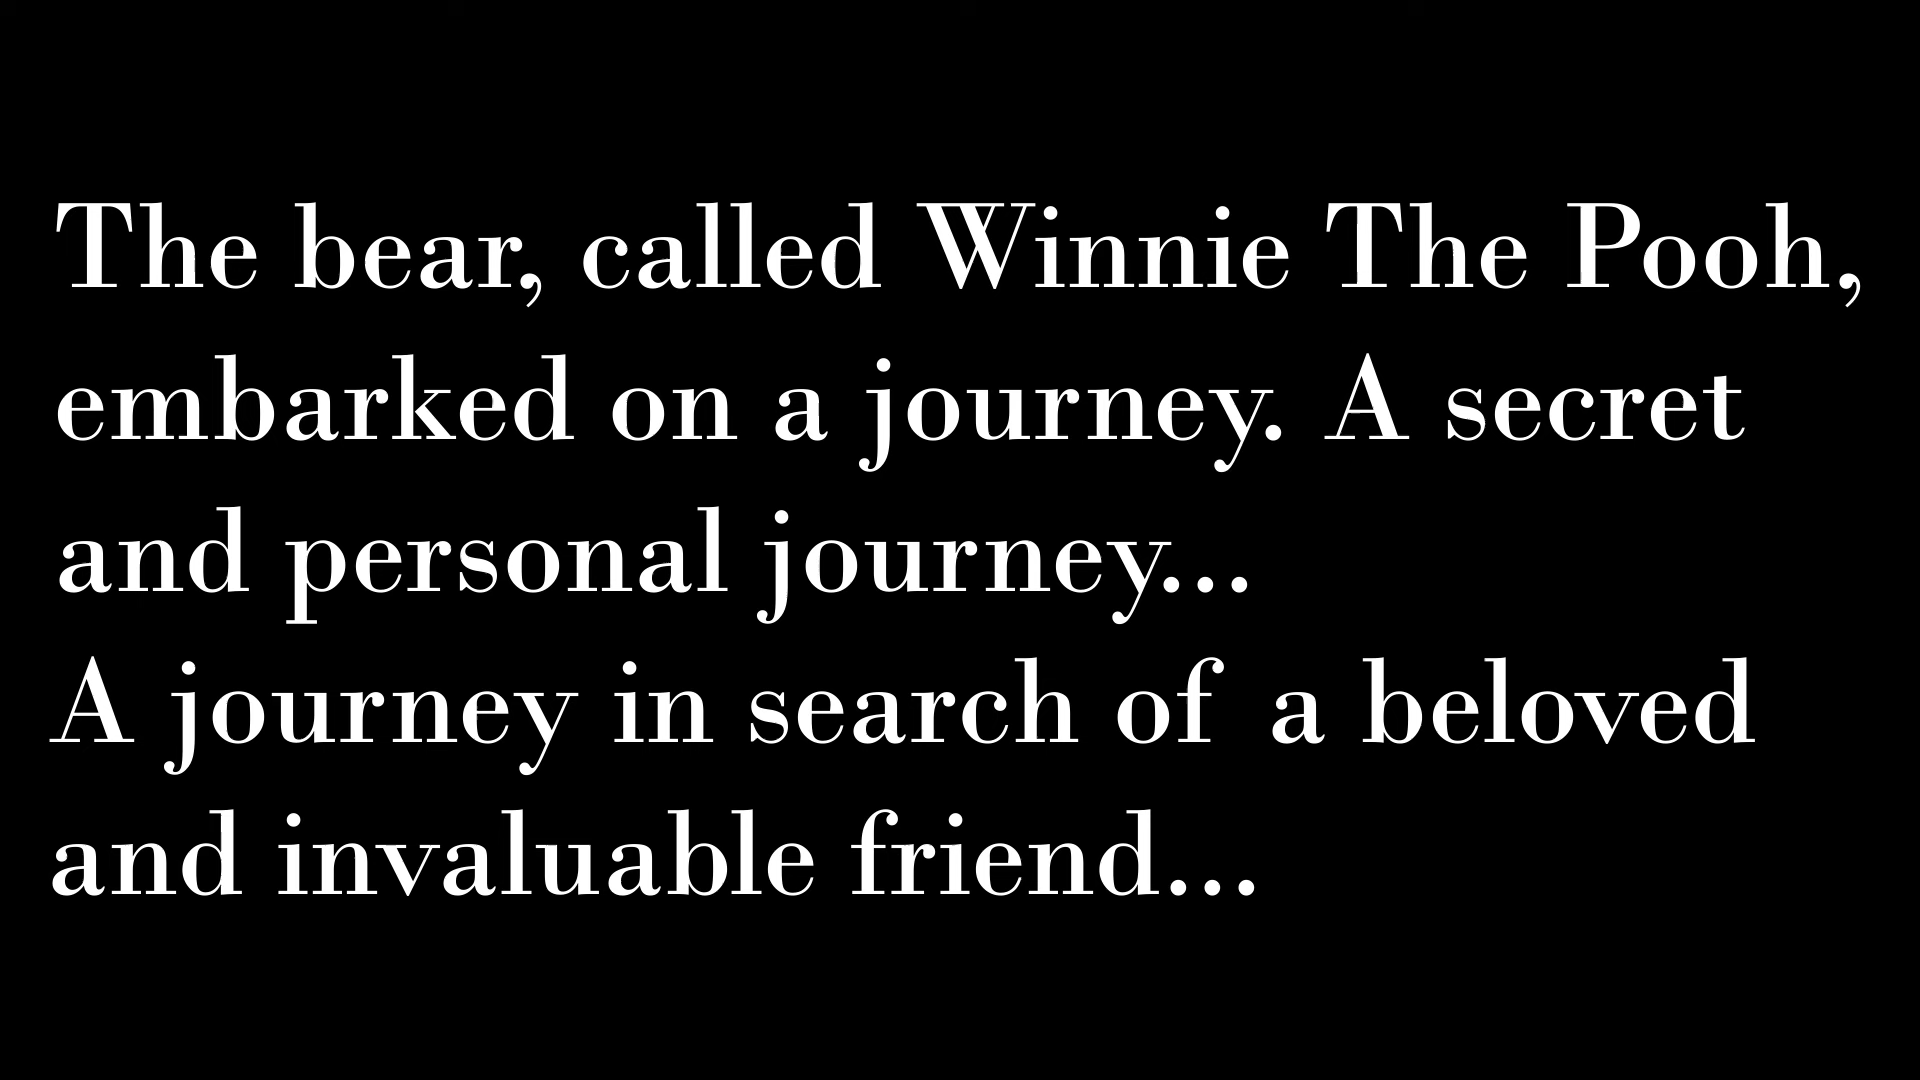 The bear, called Winnie The Pooh,
embarked on a journey. A secret
and personal journey...
A journey in search of a beloved
and invaluable friend...